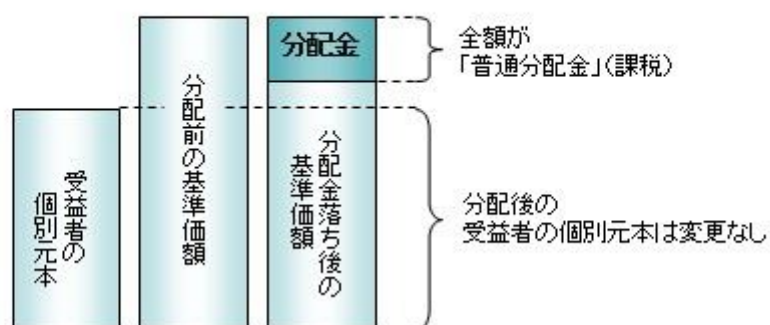 受益者の
個別元本
分配前の基準価額
分配金
分配金落ち後の
基準価額
全額が
「普通分配金」(課税)
分配後の
受益者の個別元本は変更なし